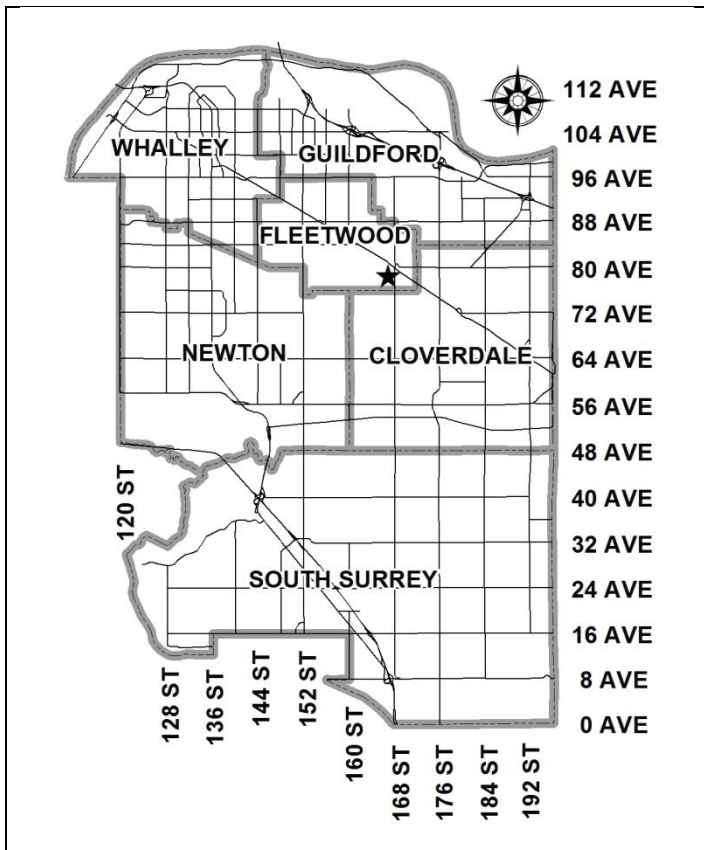 112 AVE
104 AVE
WHALLEY
GUILDFORD
96 AVE
88 AVE
FLEETWOOD
80 AVE
72 AVE
NEWTON
CLOVERDALE
64 AVE
56 AVE
48 AVE
120 ST
40 AVE
32 AVE
SOUTH SURREY
24 AVE
16 AVE
8 AVE
0 AVE
128 ST
136 ST
144 ST
152 ST
160 ST
168 ST
176 ST
184 ST
192 ST